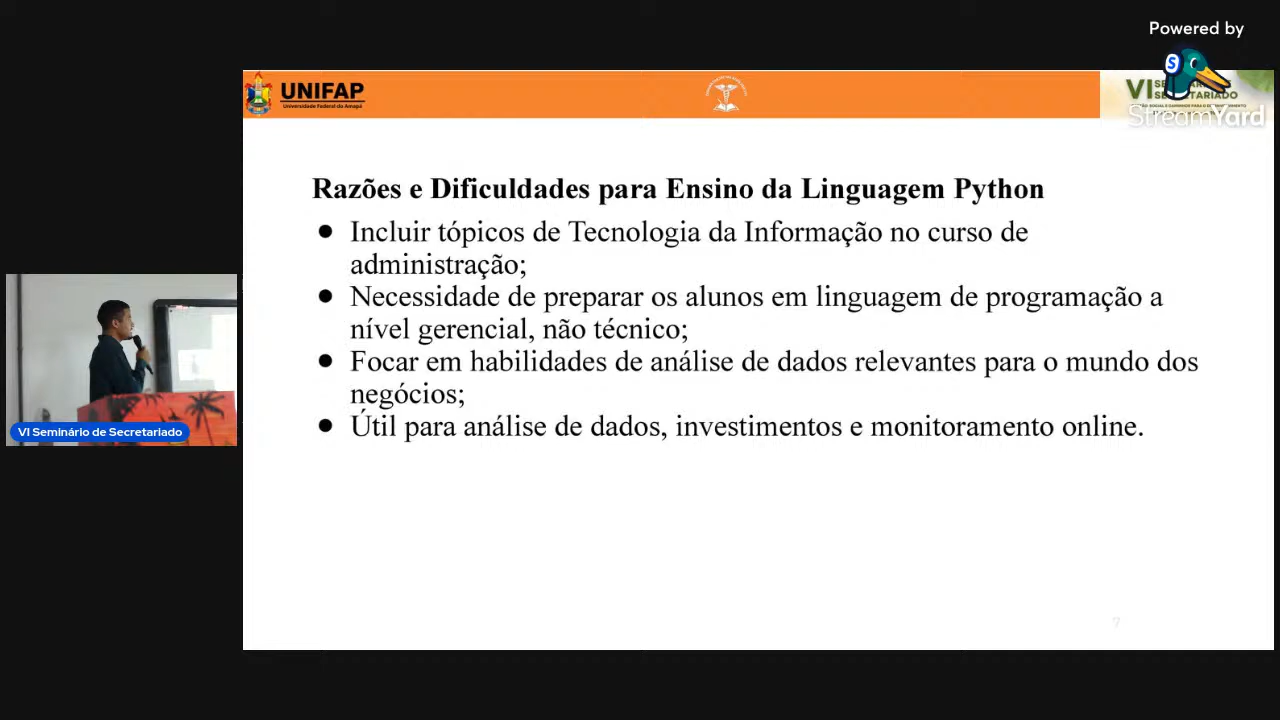 Powered by
StreamYard
UNIFAP
Universidade Federal do Amapá
VI
Razões e Dificuldades para Ensino da Linguagem Python
● Incluir tópicos de Tecnologia da Informação no curso de
administração;
● Necessidade de preparar os alunos em linguagem de programação a
nível gerencial, não técnico;
● Focar em habilidades de análise de dados relevantes para o mundo dos
negócios;
● Útil para análise de dados, investimentos e monitoramento online.
VI Seminário de Secretariado
7